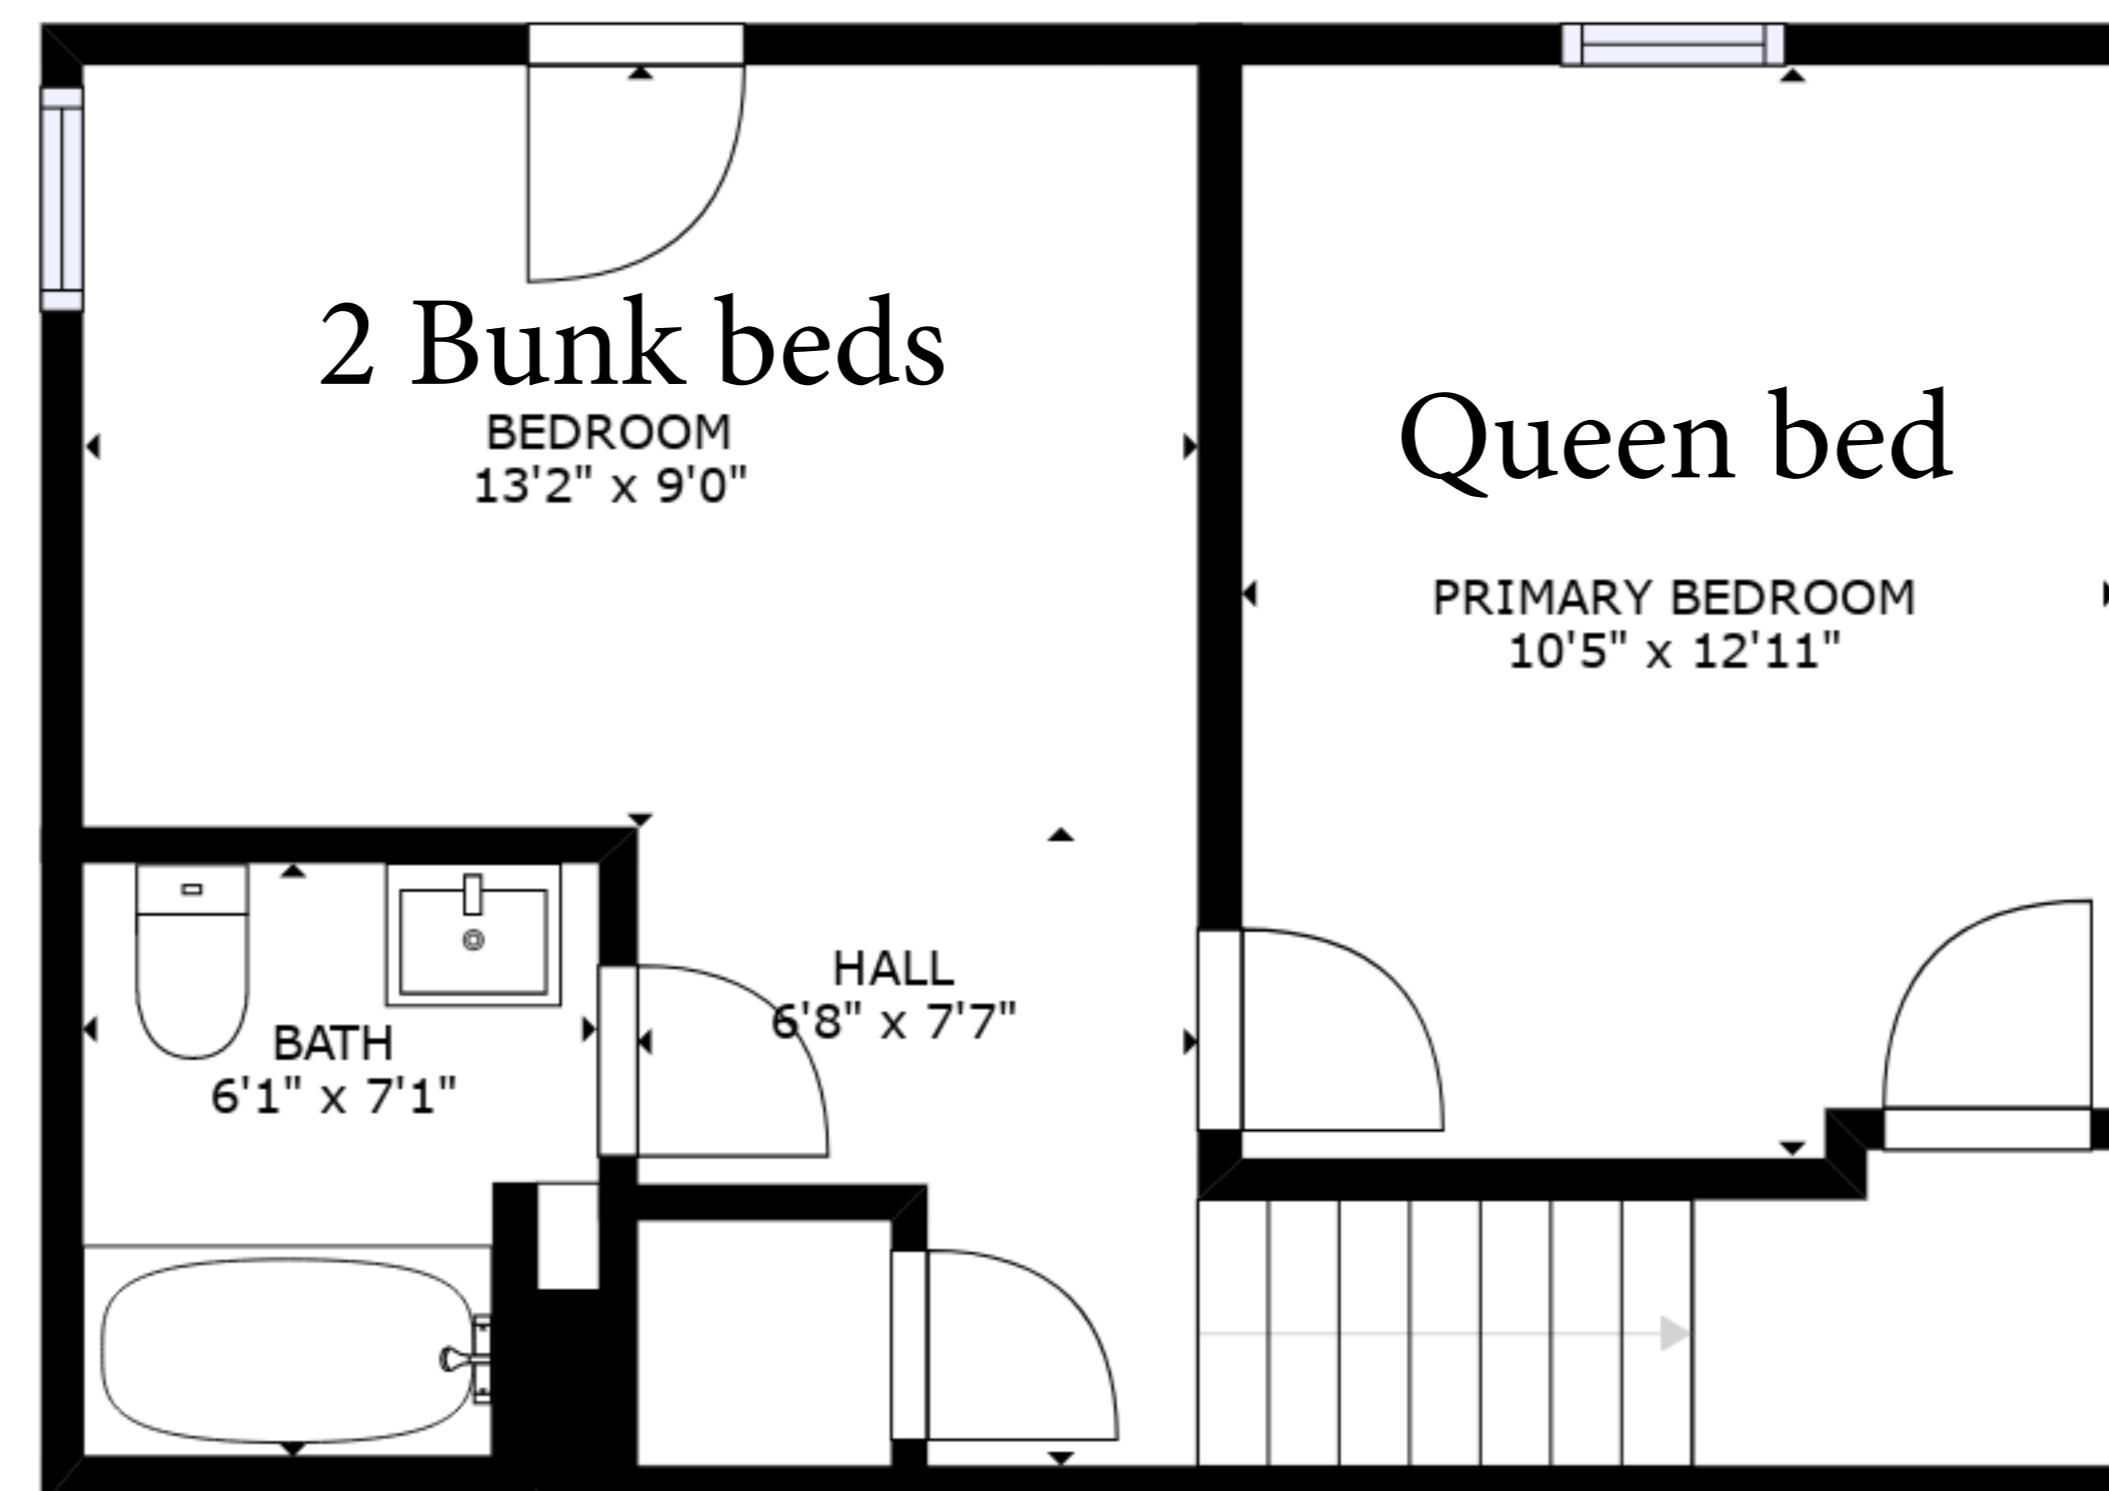 2 Bunk beds
BEDROOM
13'2" x 9'0"
Queen bed
PRIMARY BEDROOM
10'5" x 12'11"
HALL
6'8" x 7'7"
BATH
6'1" x 7'1"